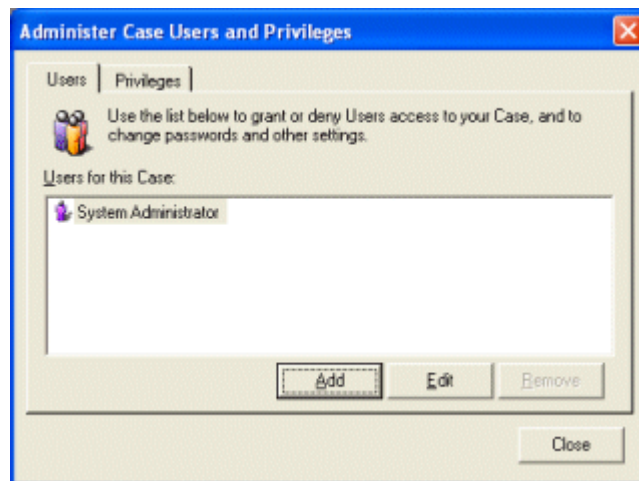 Administer Case Users and Privileges
Users Privileges
Use the list below to grant or deny Users access to your Case, and to
change passwords and other settings.
Users for this Case:
System Administrator
Add Edit Remove
Close